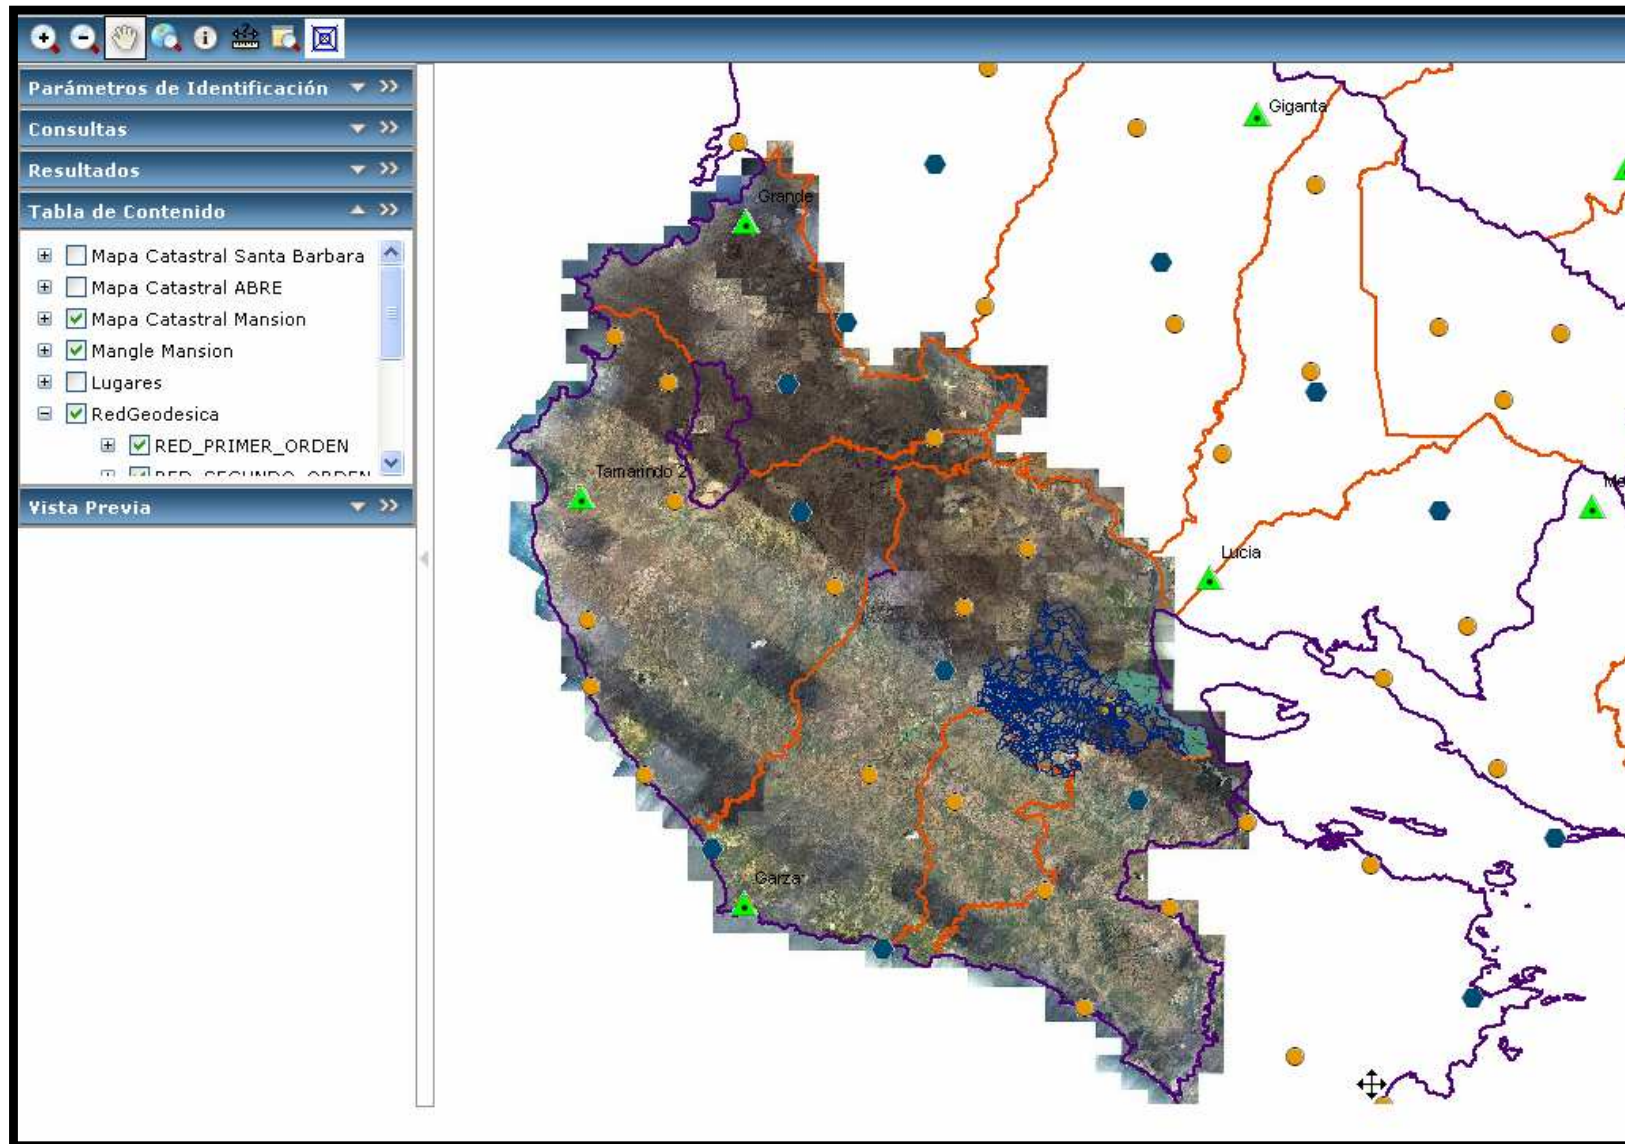 Parámetros de Identificación
Consultas
Resultados
Tabla de Contenido
Mapa Catastral Santa Barbara
Mapa Catastral ABRE
Mapa Catastral Mansion
Mangle Mansion
Lugares
RedGeodesica
RED_PRIMER_ORDEN
RED_SEGUNDO_ORDEN
Vista Previa
Giganta
Grande
Tamarindo 2
Lucia
Garza